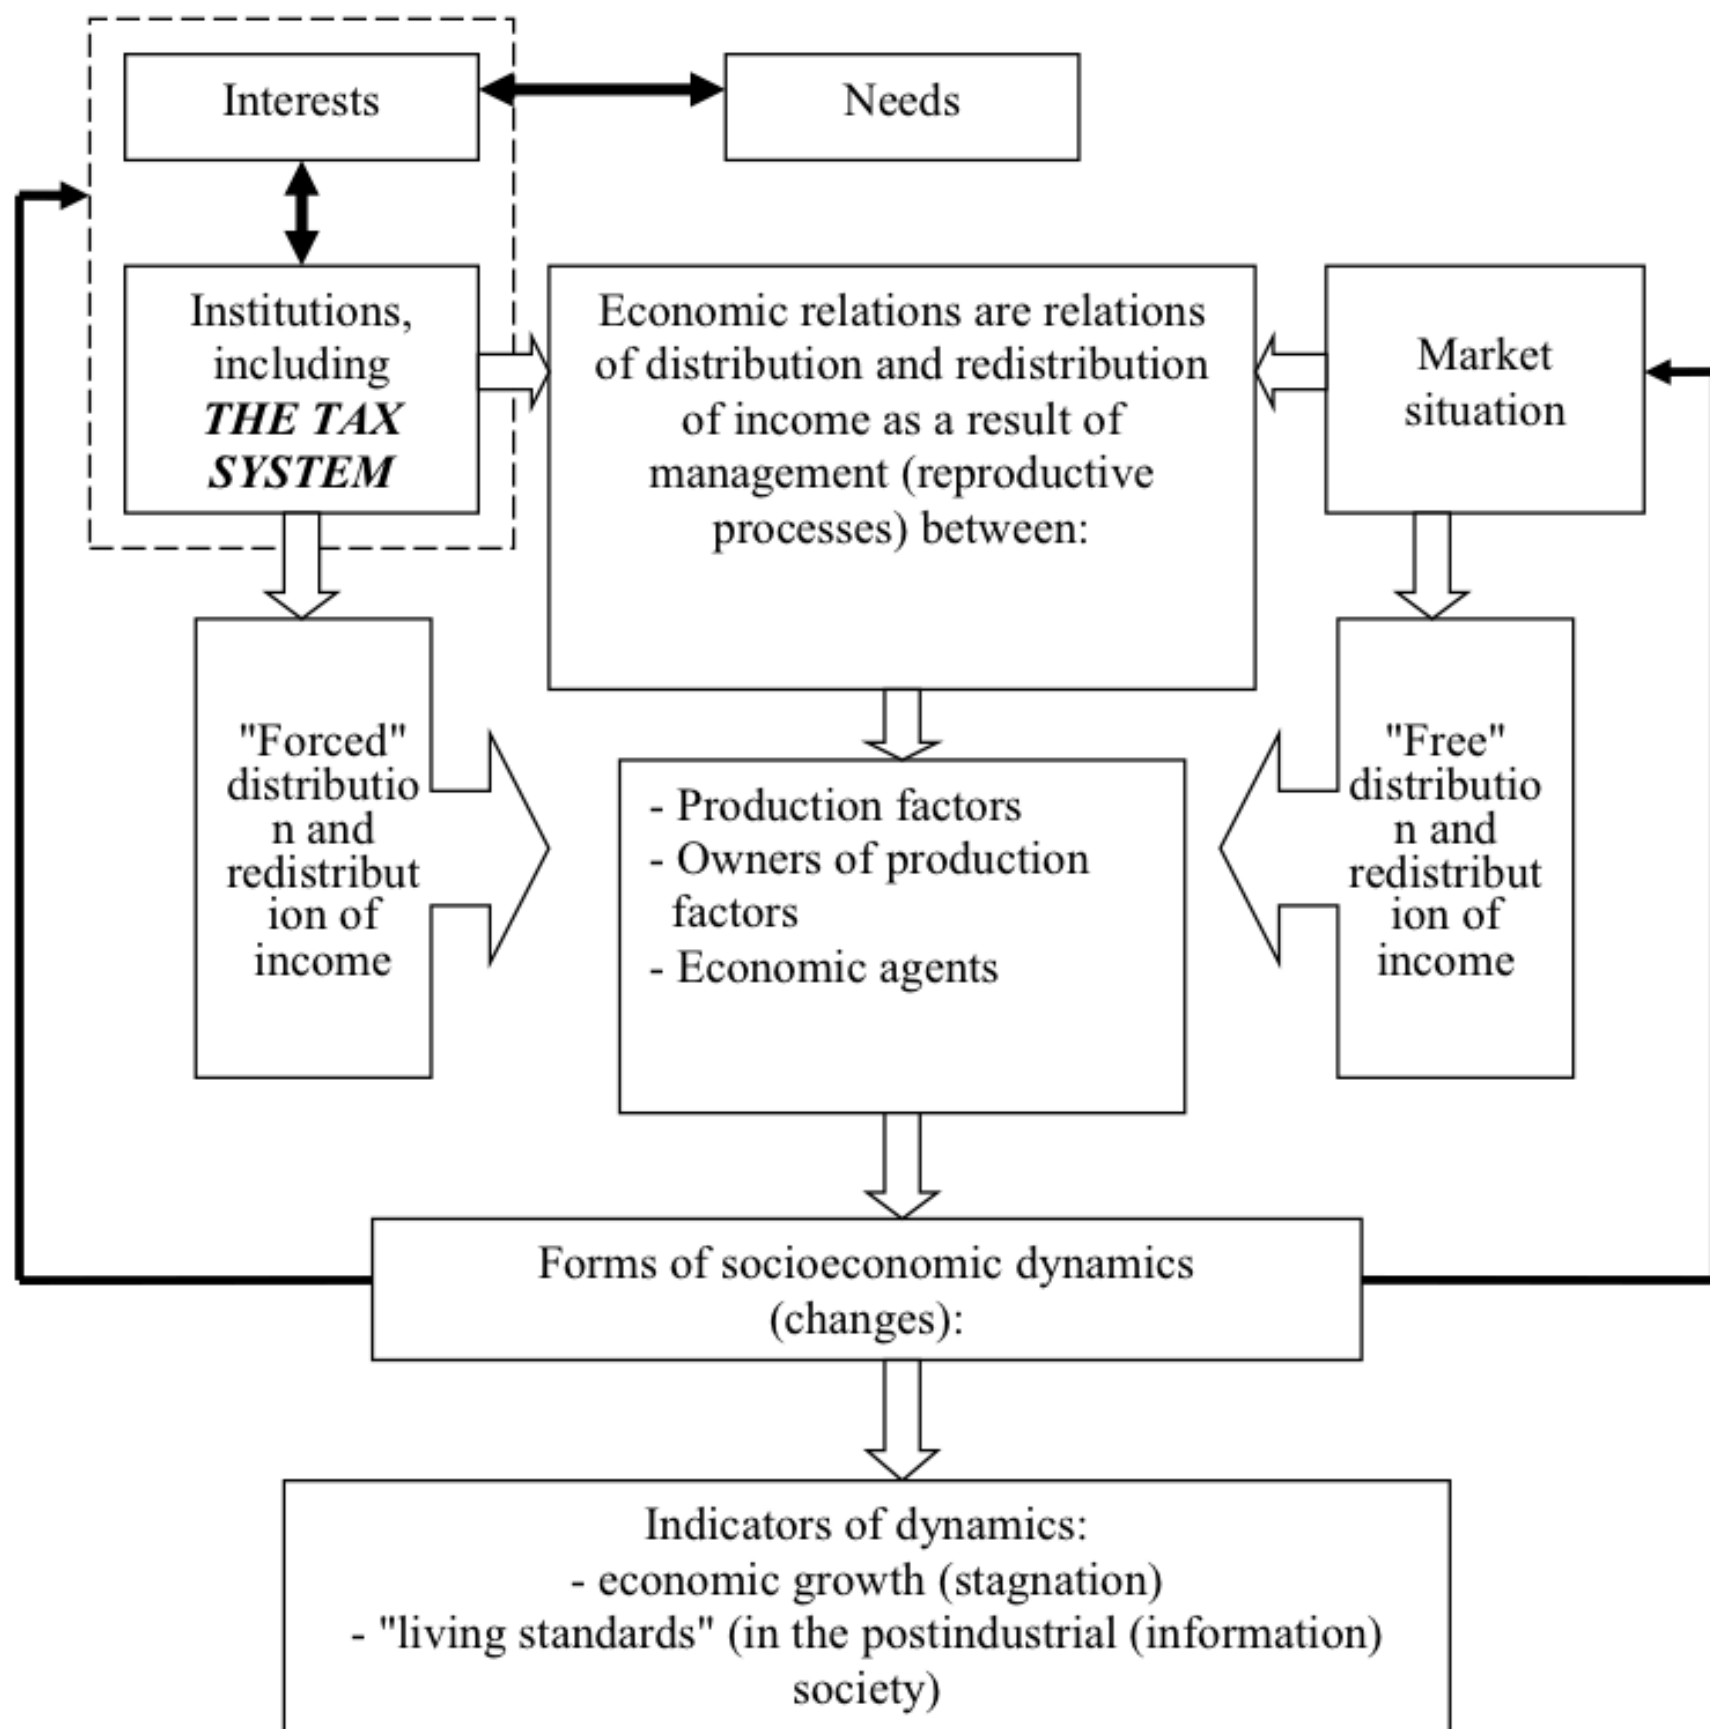 Interests
Needs
Institutions,
including
THE TAX
SYSTEM
Economic relations are relations
of distribution and redistribution
of income as a result of
management (reproductive
processes) between:
Market
situation
"Forced"
distributio
n and
redistribut
ion of
income
- Production factors
- Owners of production
factors
- Economic agents
"Free"
distributio
n and
redistribut
ion of
income
Forms of socioeconomic dynamics
(changes):
Indicators of dynamics:
- economic growth (stagnation)
- "living standards" (in the postindustrial (information)
society)